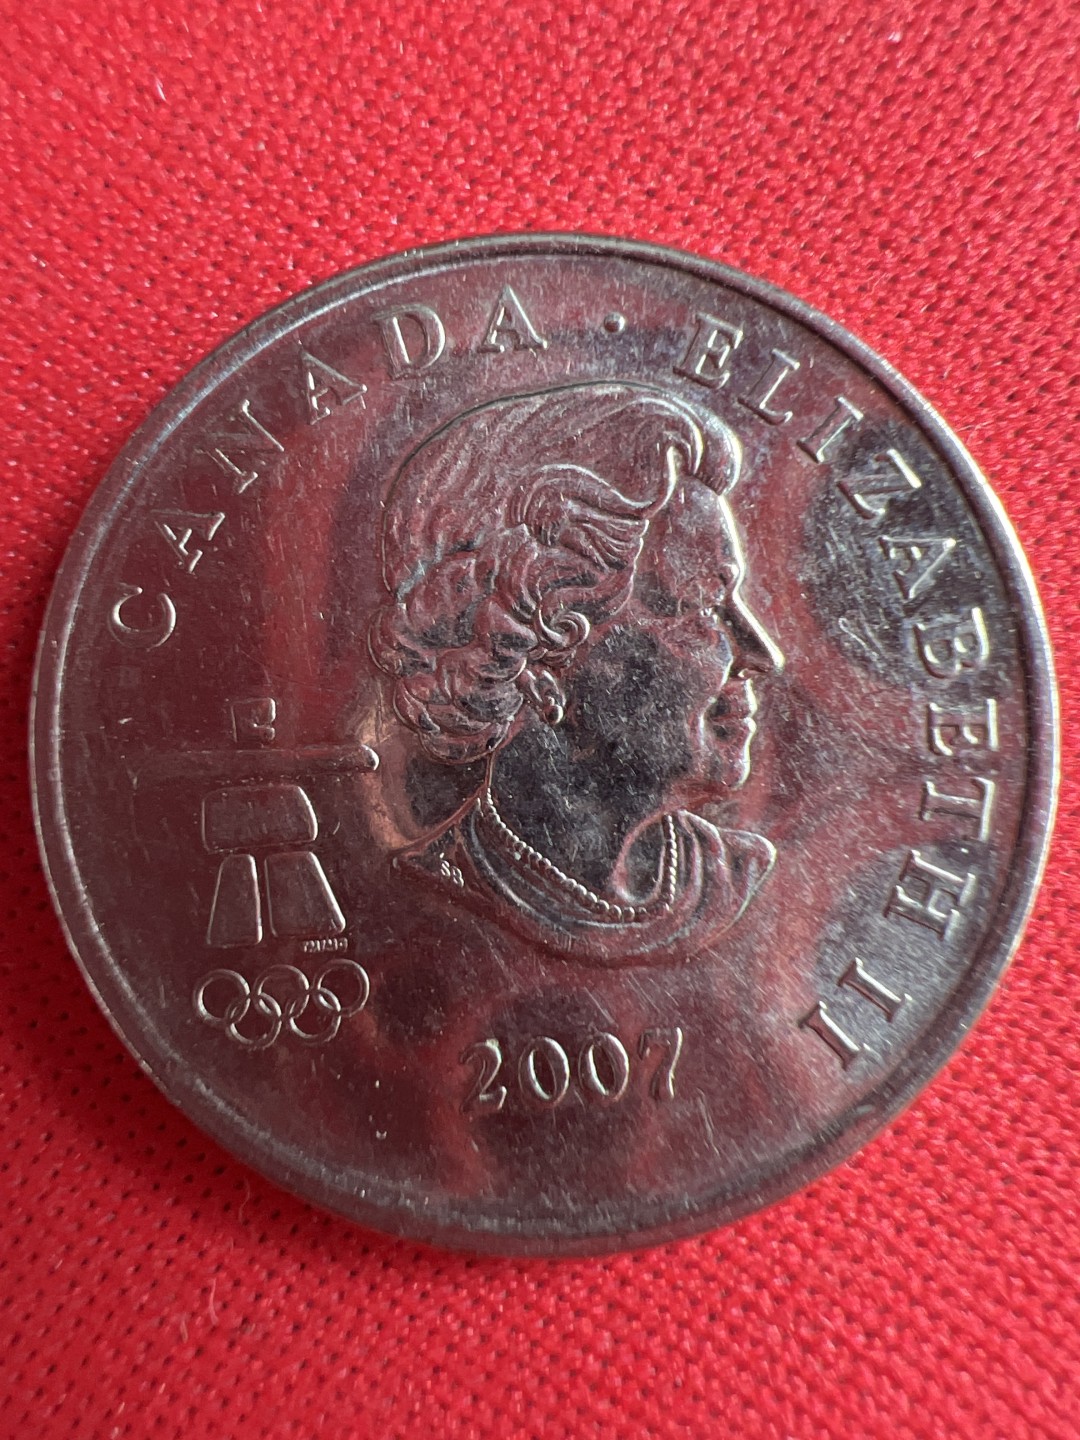 CANADA · ELIZABETH II
2007